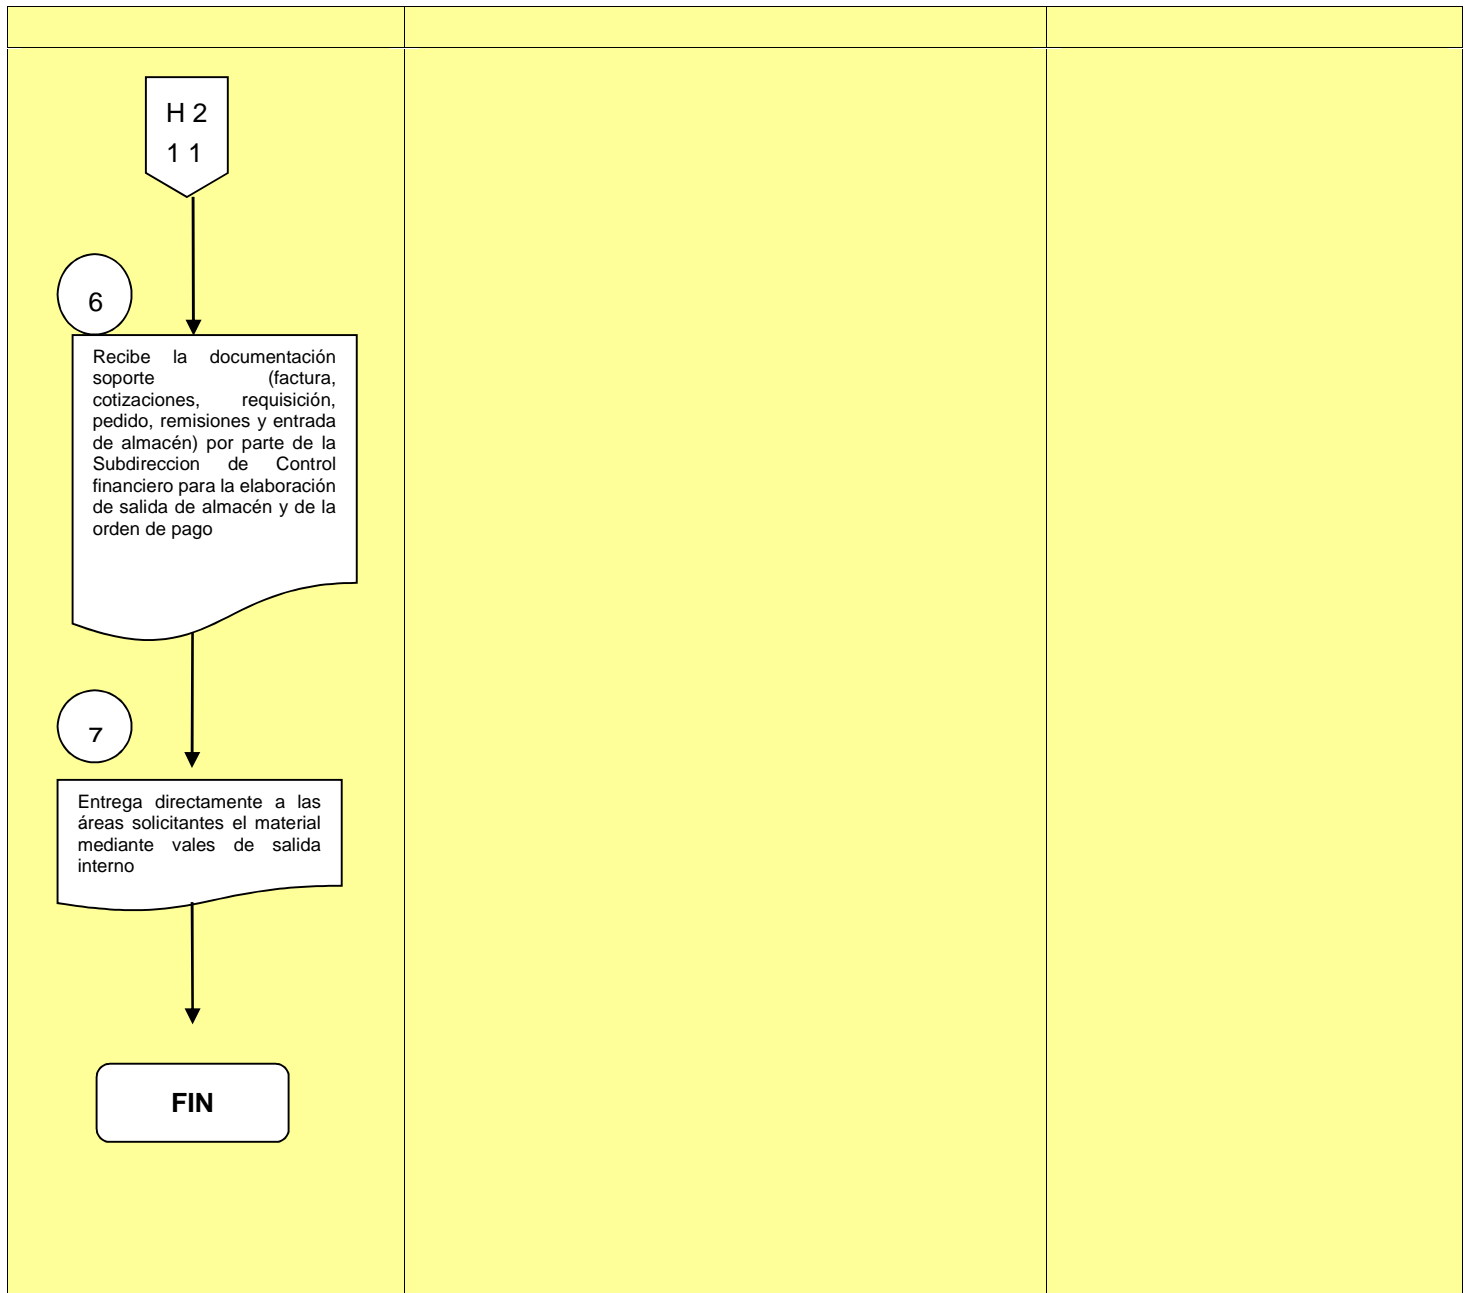 H 2
1 1
6
Recibe la documentación
soporte (factura,
cotizaciones, requisición,
pedido, remisiones y entrada
de almacén) por parte de la
Subdireccion de Control
financiero para la elaboración
de salida de almacén y de la
orden de pago
7
Entrega directamente a las
áreas solicitantes el material
mediante vales de salida
interno
FIN